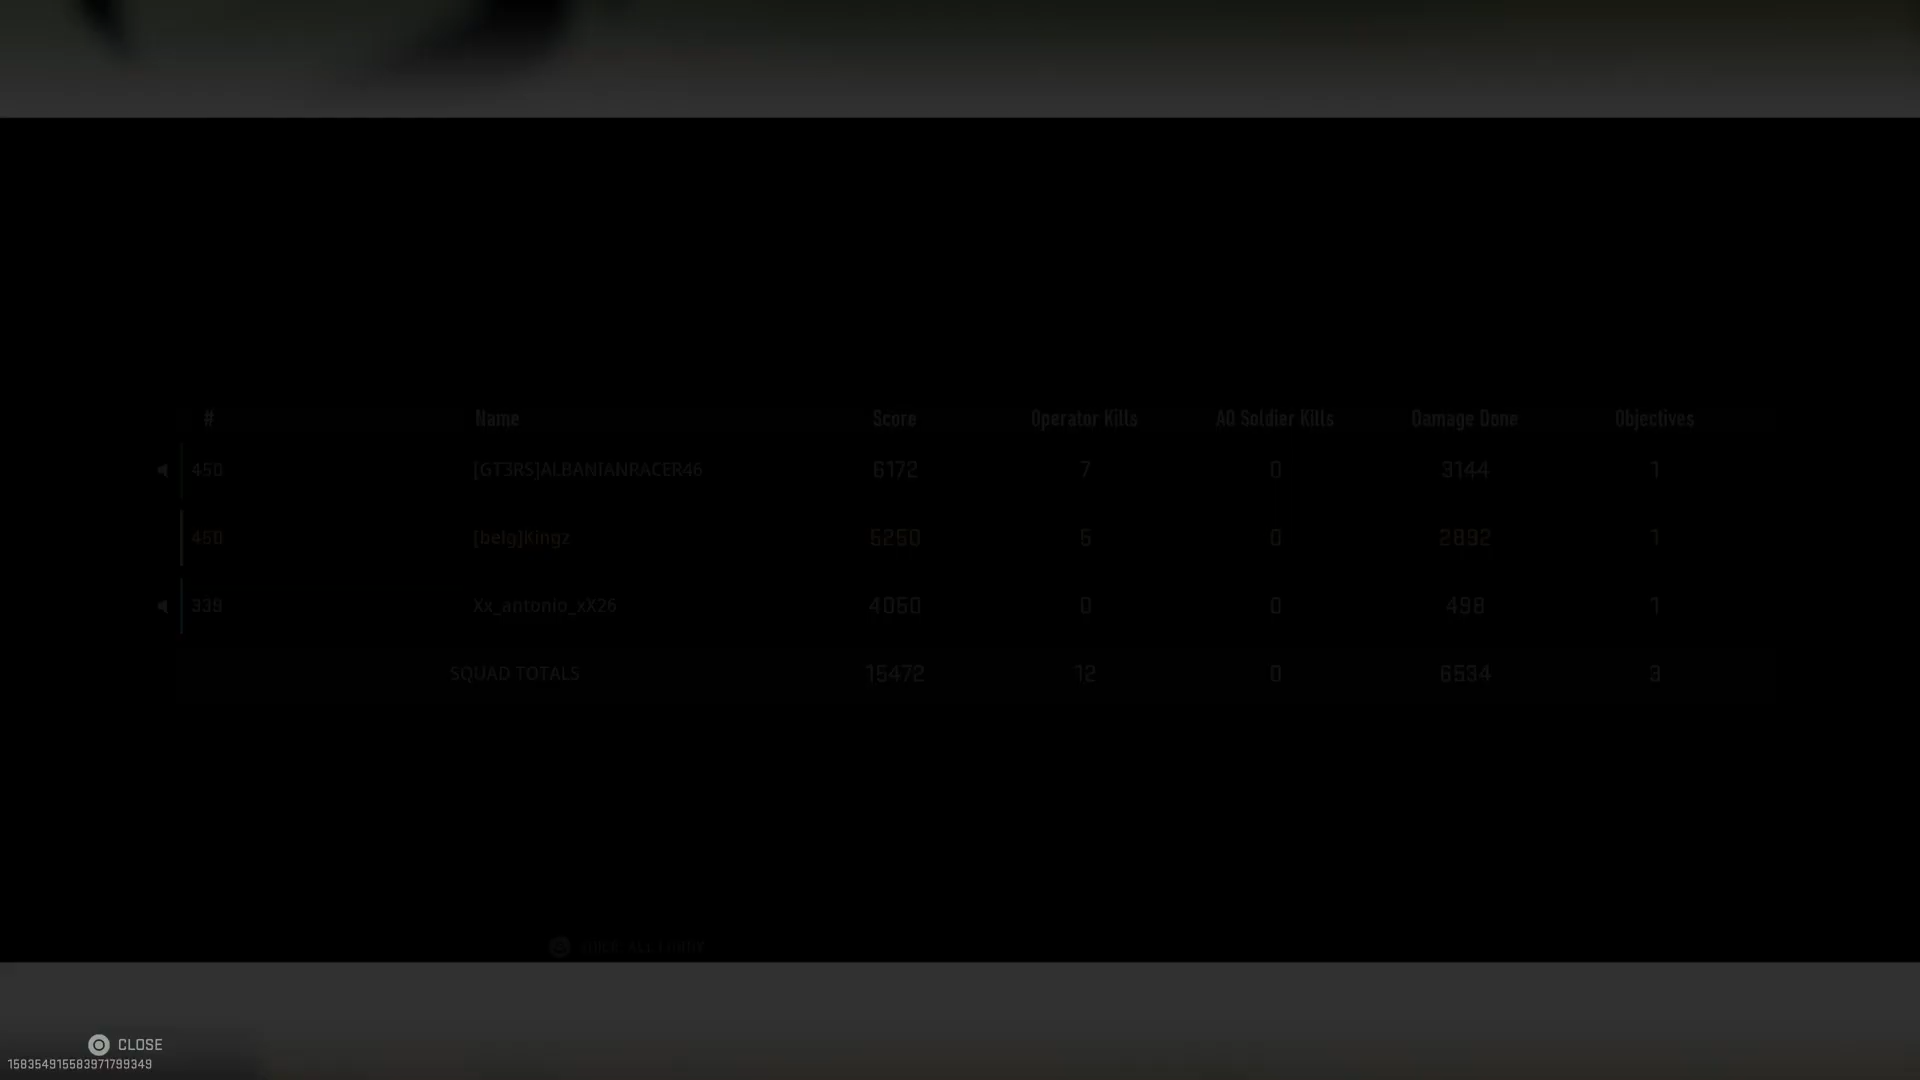 # Name Score Operator Kills AQ Soldier Kills Damage Done Objectives
450 [GT3RS]ALBANIANRACER46 6172 7 0 3144 1
450 [belg]Kingz 5250 5 0 2892 1
339 Xx_antonio_xX26 4050 0 0 498 1
SQUAD TOTALS 15472 12 0 6534 3
CLOSE
15835491558397179934​9